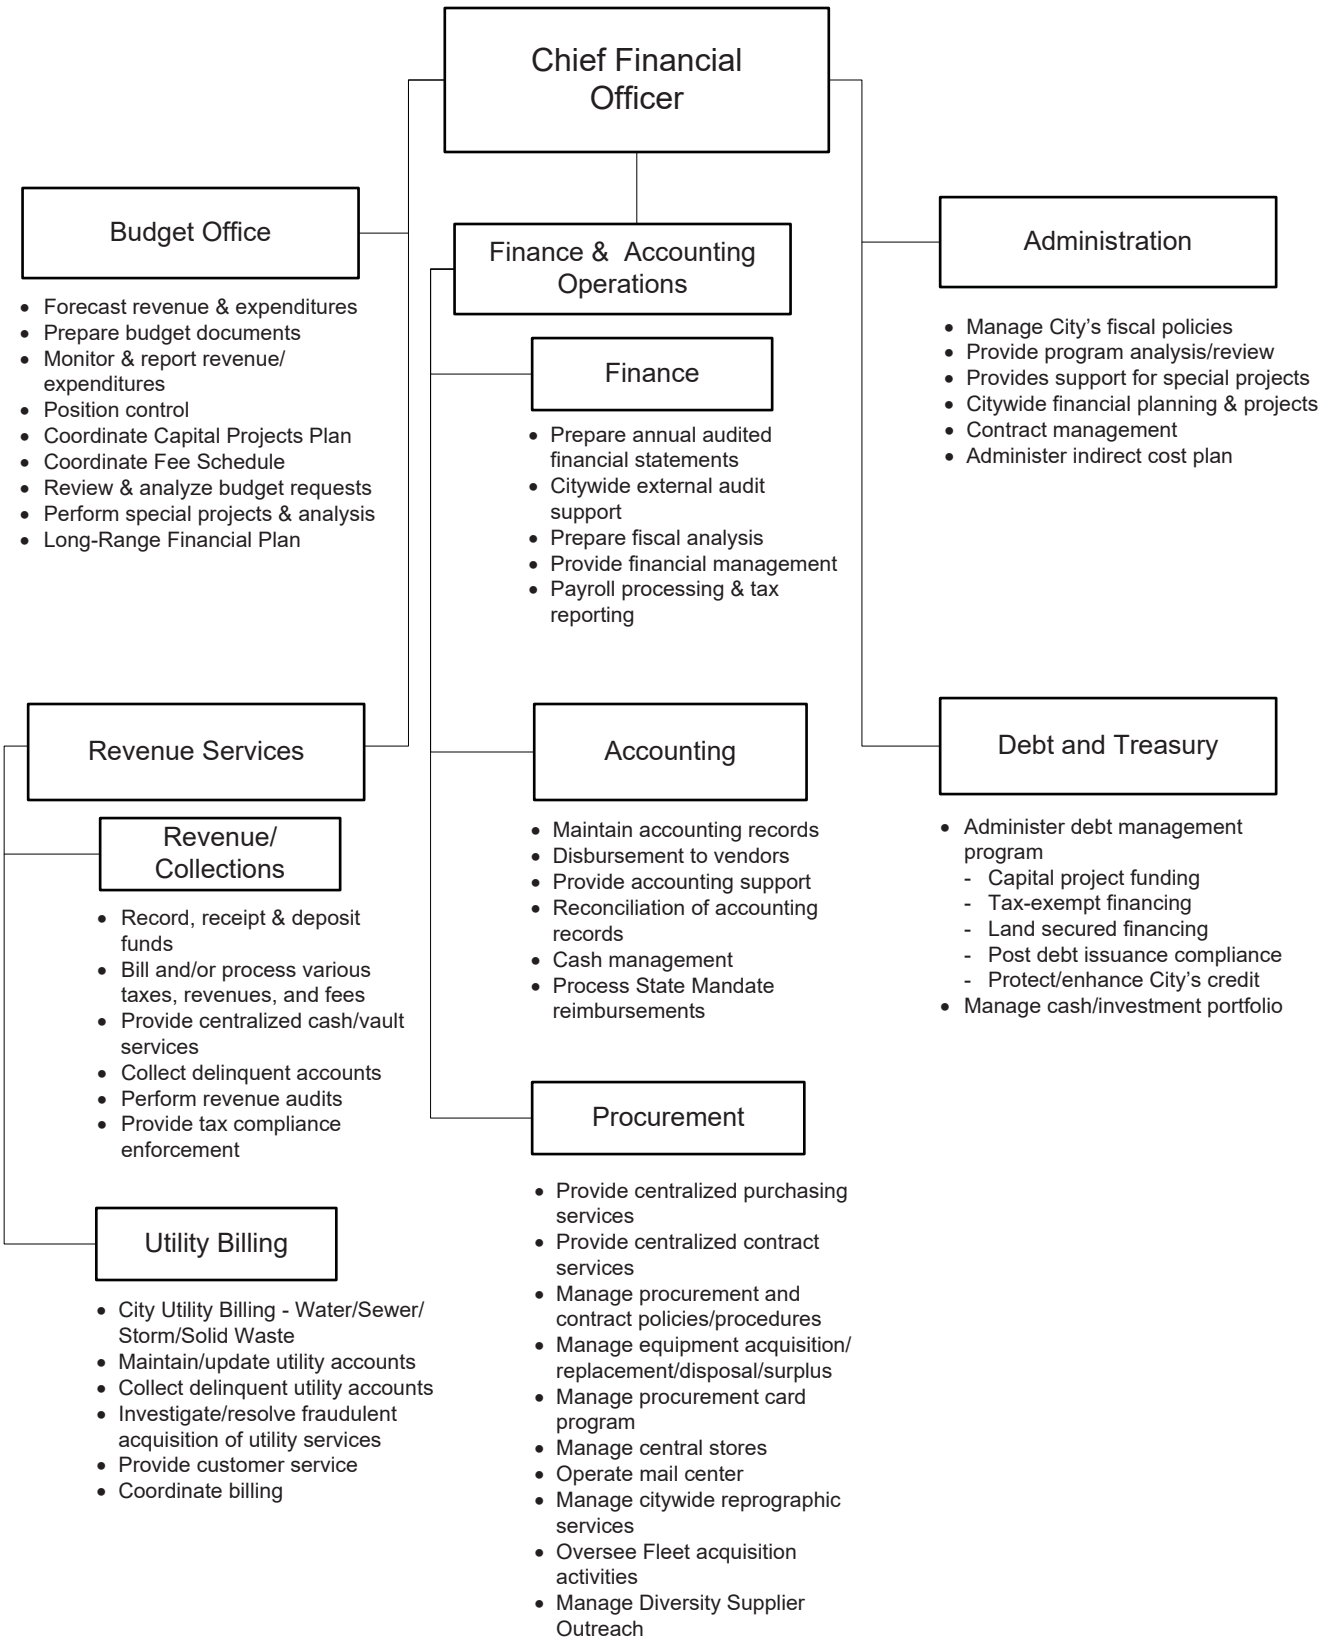 Chief Financial
Officer
Budget Office
• Forecast revenue & expenditures
• Prepare budget documents
• Monitor & report revenue/
expenditures
• Position control
• Coordinate Capital Projects Plan
• Coordinate Fee Schedule
• Review & analyze budget requests
• Perform special projects & analysis
• Long-Range Financial Plan
Revenue Services
Revenue/
Collections
• Record, receipt & deposit
funds
• Bill and/or process various
taxes, revenues, and fees
• Provide centralized cash/vault
services
• Collect delinquent accounts
• Perform revenue audits
• Provide tax compliance
enforcement
Utility Billing
• City Utility Billing - Water/Sewer/
Storm/Solid Waste
• Maintain/update utility accounts
• Collect delinquent utility accounts
• Investigate/resolve fraudulent
acquisition of utility services
• Provide customer service
• Coordinate billing
Finance & Accounting
Operations
Finance
• Prepare annual audited
financial statements
• Citywide external audit
support
• Prepare fiscal analysis
• Provide financial management
• Payroll processing & tax
reporting
Accounting
• Maintain accounting records
• Disbursement to vendors
• Provide accounting support
• Reconciliation of accounting
records
• Cash management
• Process State Mandate
reimbursements
Procurement
• Provide centralized purchasing
services
• Provide centralized contract
services
• Manage procurement and
contract policies/procedures
• Manage equipment acquisition/
replacement/disposal/surplus
• Manage procurement card
program
• Manage central stores
• Operate mail center
• Manage citywide reprographic
services
• Oversee Fleet acquisition
activities
• Manage Diversity Supplier
Outreach
Administration
• Manage City’s fiscal policies
• Provide program analysis/review
• Provides support for special projects
• Citywide financial planning & projects
• Contract management
• Administer indirect cost plan
Debt and Treasury
• Administer debt management
program
- Capital project funding
- Tax-exempt financing
- Land secured financing
- Post debt issuance compliance
- Protect/enhance City’s credit
• Manage cash/investment portfolio